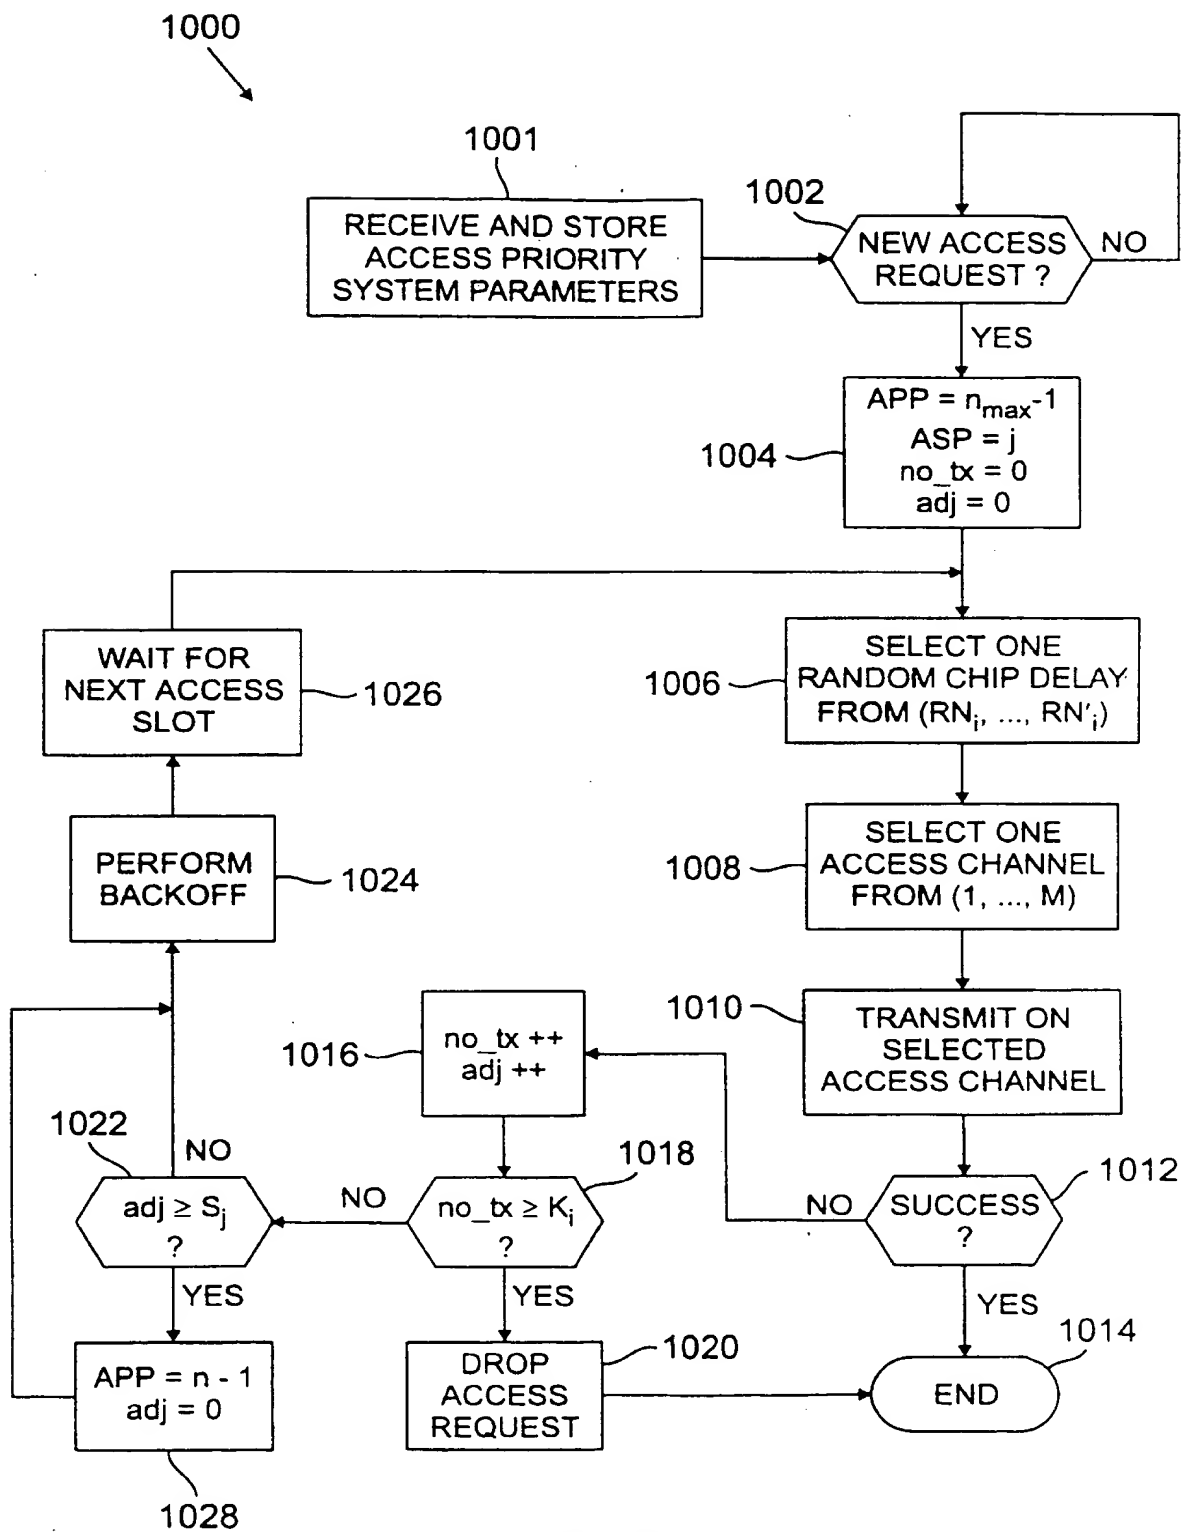 1000
1001
RECEIVE AND STORE
ACCESS PRIORITY
SYSTEM PARAMETERS
1002
NEW ACCESS
REQUEST ?
NO
YES
1004
APP = nmax-1
ASP = j
no_tx = 0
adj = 0
1006
SELECT ONE
RANDOM CHIP DELAY
FROM (RNi, ..., RN'i)
WAIT FOR
NEXT ACCESS
SLOT
1026
1008
SELECT ONE
ACCESS CHANNEL
FROM (1, ..., M)
PERFORM
BACKOFF
1024
1010
TRANSMIT ON
SELECTED
ACCESS CHANNEL
1016
no_tx ++
adj ++
1012
SUCCESS
?
NO
YES
1018
no_tx ≥ Ki
?
NO
YES
1022
adj ≥ Sj
?
NO
YES
1028
APP = n - 1
adj = 0
1020
DROP
ACCESS
REQUEST
1014
END